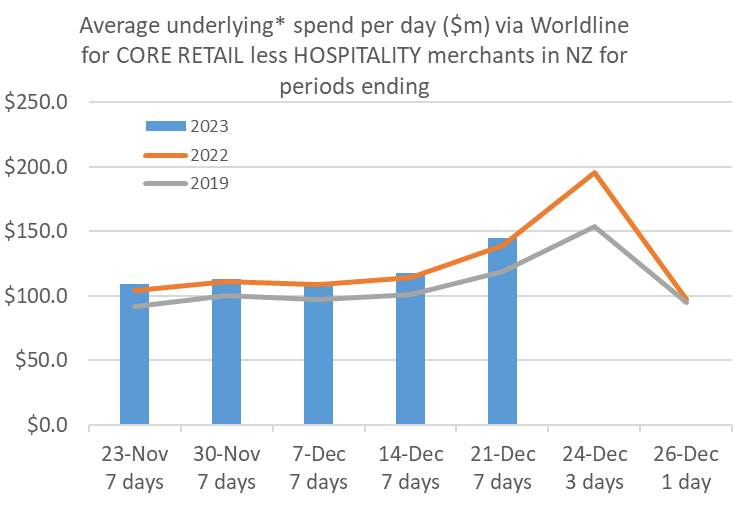 Average underlying* spend per day ($m) via Worldline
for CORE RETAIL less HOSPITALITY merchants in NZ for
periods ending
$250.0
$200.0
$150.0
$100.0
$50.0
$0.0
2023
2022
2019
23-Nov 30-Nov 7-Dec 14-Dec 21-Dec 24-Dec 26-Dec
7 days 7 days 7 days 7 days 7 days 3 days 1 day